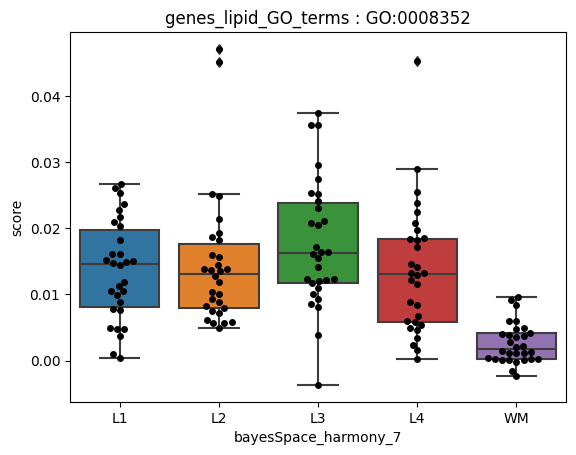 genes_lipid_GO_terms : GO:0008352
score
0.04
0.03
0.02
0.01
0.00
L1 L2 L3 L4 WM
bayesSpace_harmony_7